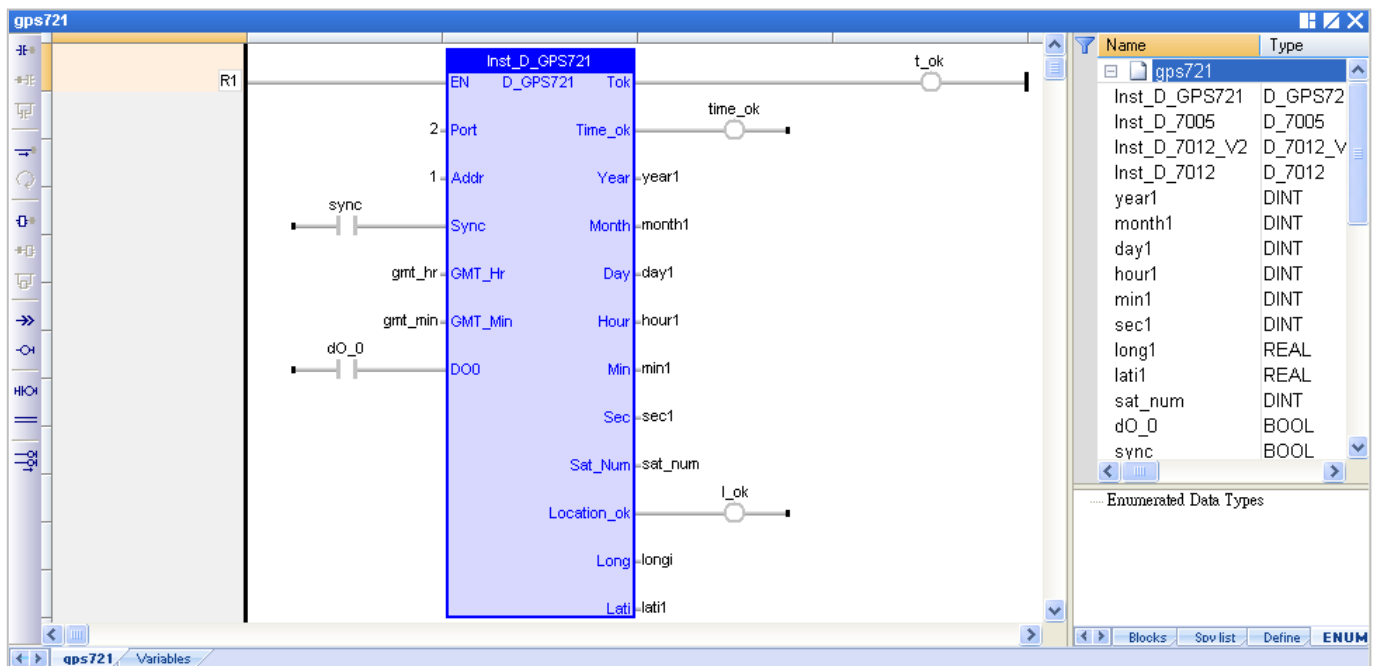 gps721
Inst_D_GPS721
EN D_GPS721 Tok
t_ok
R1
time_ok
2 Port Time_ok
1 Addr Year year1
sync
Sync Month month1
gmt_hr GMT_Hr Day day1
gmt_min GMT_Min Hour hour1
dO_0
DO0 Min min1
Sec sec1
Sat_Num sat_num
l_ok
Location_ok
Long longi
Lati lati1
gps721 Variables
Name Type
gps721
Inst_D_GPS721 D_GPS72
Inst_D_7005 D_7005
Inst_D_7012_V2 D_7012_V
Inst_D_7012 D_7012
year1 DINT
month1 DINT
day1 DINT
hour1 DINT
min1 DINT
sec1 DINT
long1 REAL
lati1 REAL
sat_num DINT
dO_0 BOOL
sync BOOL
Enumerated Data Types
Blocks Spy list Define ENUM